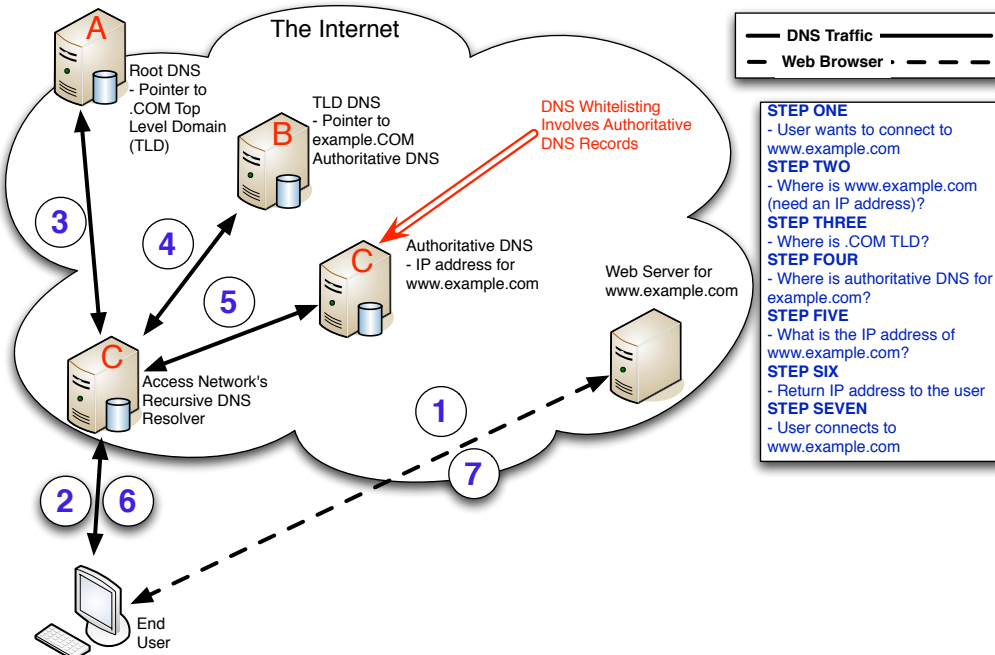 The Internet
A
Root DNS
- Pointer to
.COM Top
Level Domain
(TLD)
B
TLD DNS
- Pointer to
example.COM
Authoritative DNS
DNS Whitelisting
Involves Authoritative
DNS Records
3
4
5
C
Authoritative DNS
- IP address for
www.example.com
Web Server for
www.example.com
C
Access Network's
Recursive DNS
Resolver
1
7
2
6
End
User
DNS Traffic
Web Browser
STEP ONE
- User wants to connect to
www.example.com
STEP TWO
- Where is www.example.com
(need an IP address)?
STEP THREE
- Where is .COM TLD?
STEP FOUR
- Where is authoritative DNS for
example.com?
STEP FIVE
- What is the IP address of
www.example.com?
STEP SIX
- Return IP address to the user
STEP SEVEN
- User connects to
www.example.com